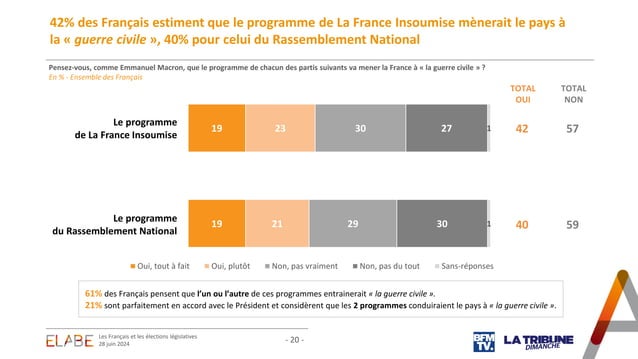 42% des Français estiment que le programme de La France Insoumise mènerait le pays à
la « guerre civile », 40% pour celui du Rassemblement National
Pensez-vous, comme Emmanuel Macron, que le programme de chacun des partis suivants va mener la France à « la guerre civile » ?
En % - Ensemble des Français
TOTAL OUI
TOTAL NON
Le programme
de La France Insoumise
19 23 30 27 1 42 57
Le programme
du Rassemblement National
19 21 29 30 1 40 59
Oui, tout à fait Oui, plutôt Non, pas vraiment Non, pas du tout Sans-réponses
61% des Français pensent que l'un ou l'autre de ces programmes entrainerait « la guerre civile ».
21% sont parfaitement en accord avec le Président et considèrent que les 2 programmes conduiraient le pays à « la guerre civile ».
ELABE
Les Français et les élections législatives
28 juin 2024
- 20 -
BFM
TV.
LA TRIBUNE
DIMANCHE